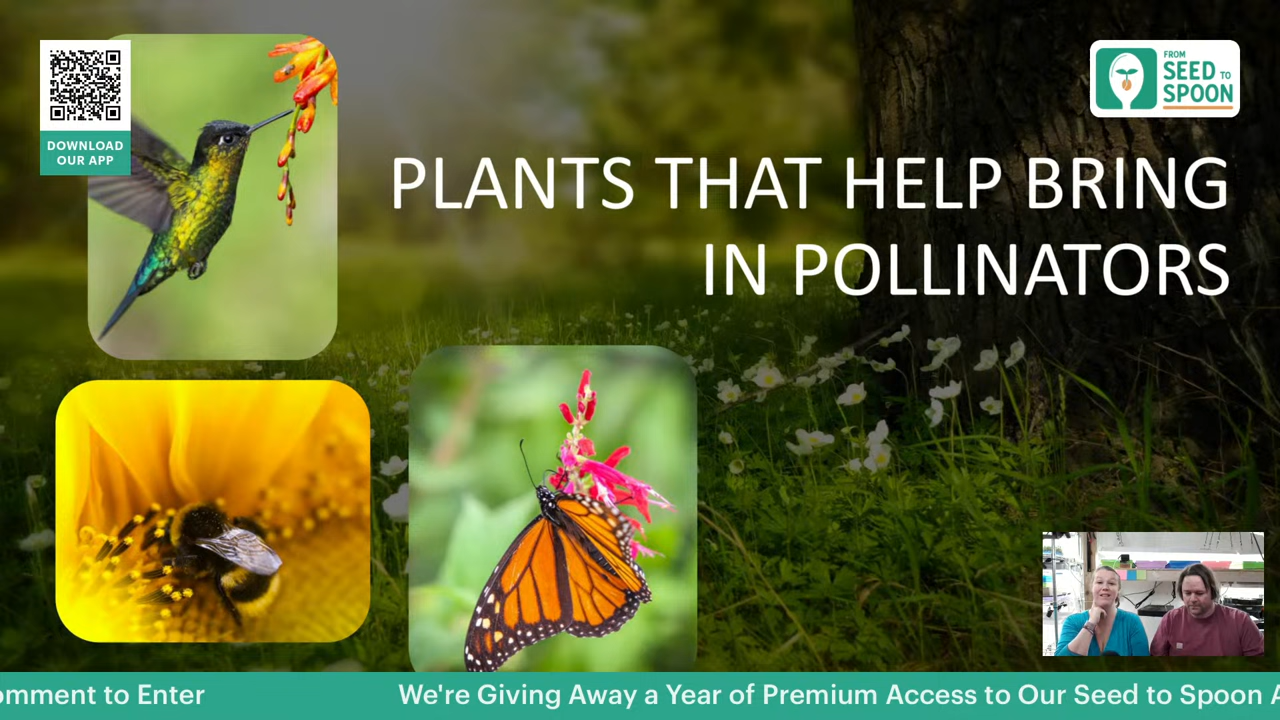 DOWNLOAD
OUR APP
FROM
SEED TO
SPOON
PLANTS THAT HELP BRING
IN POLLINATORS
omment to Enter
We're Giving Away a Year of Premium Access to Our Seed to Spoon A